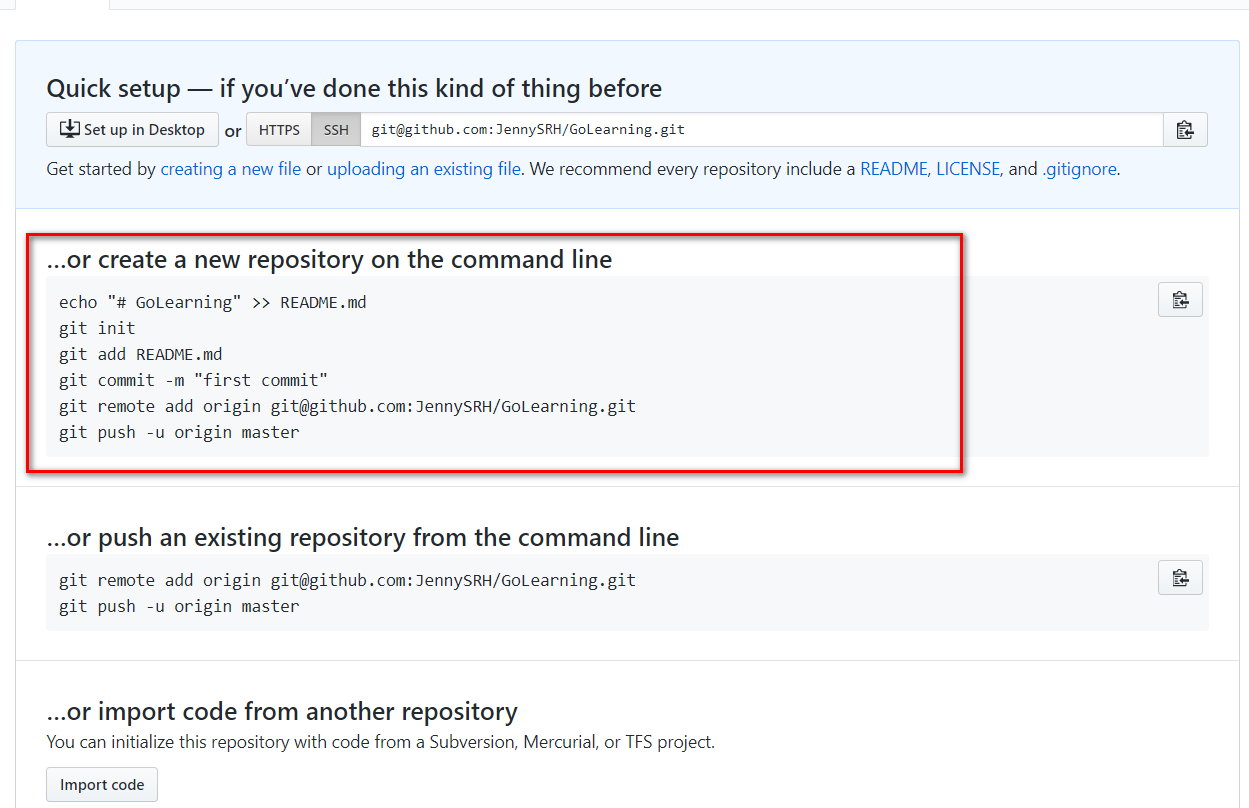 Quick setup — if you’ve done this kind of thing before
Set up in Desktop or HTTPS SSH git@github.com:JennySRH/GoLearning.git
Get started by creating a new file or uploading an existing file. We recommend every repository include a README, LICENSE, and .gitignore.
...or create a new repository on the command line
echo "# GoLearning" >> README.md
git init
git add README.md
git commit -m "first commit"
git remote add origin git@github.com:JennySRH/GoLearning.git
git push -u origin master
...or push an existing repository from the command line
git remote add origin git@github.com:JennySRH/GoLearning.git
git push -u origin master
...or import code from another repository
You can initialize this repository with code from a Subversion, Mercurial, or TFS project.
Import code